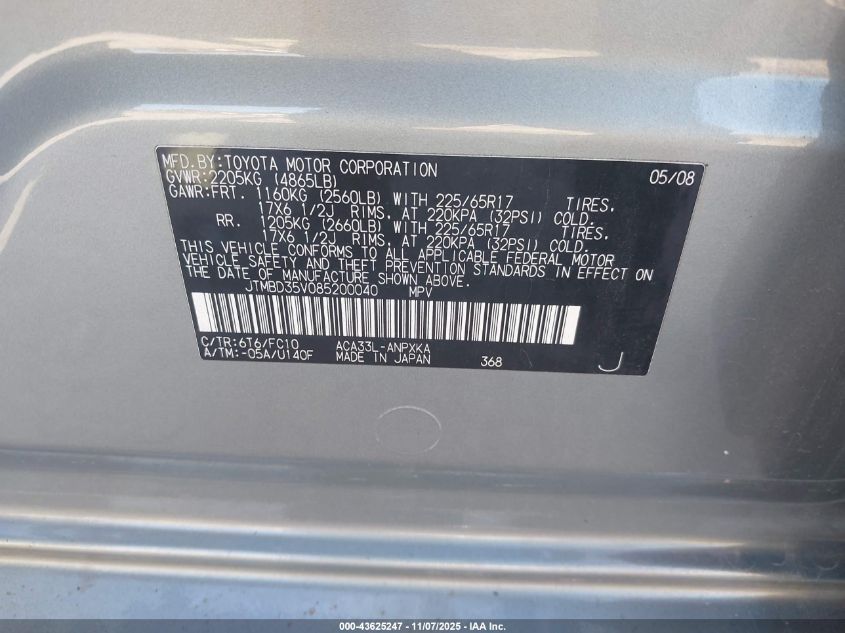 MFD.BY:TOYOTA MOTOR CORPORATION 05/08
GVWR:2205KG (4865LB)
GAWR:FRT. 1160KG (2560LB) WITH 225/65R17 TIRES,
17X6 1/2J RIMS, AT 220KPA (32PSI) COLD.
RR. 1205KG (2660LB) WITH 225/65R17 TIRES,
17X6 1/2J RIMS, AT 220KPA (32PSI) COLD.
THIS VEHICLE CONFORMS TO ALL APPLICABLE FEDERAL MOTOR
VEHICLE SAFETY AND THEFT PREVENTION STANDARDS IN EFFECT ON
THE DATE OF MANUFACTURE SHOWN ABOVE.
JTMBD35V085200040 MPV
C/TR:6T6/FC10 ACA33L-ANPXKA
A/TM:-05A/U140F MADE IN JAPAN 368 J
000-43625247 - 11/07/2025 - IAA Inc.